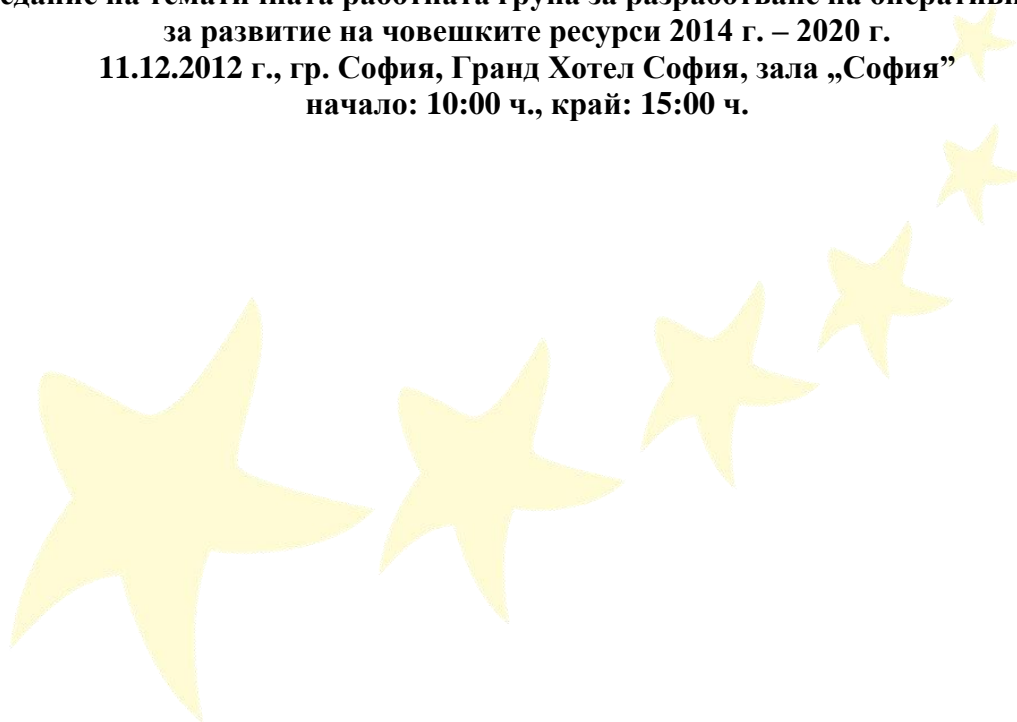 на тематичната работната група за разработване на
за развитие на човешките ресурси 2014 г. – 2020 г.
11.12.2012 г., гр. София, Гранд Хотел София, зала „София”
начало: 10:00 ч., край: 15:00 ч.